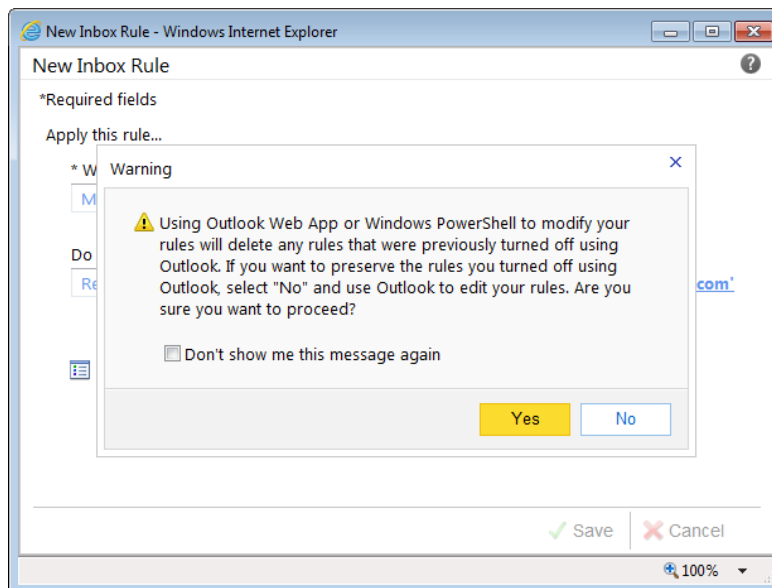 New Inbox Rule - Windows Internet Explorer
New Inbox Rule
*Required fields
Apply this rule...
* W
Warning
M
Using Outlook Web App or Windows PowerShell to modify your
rules will delete any rules that were previously turned off using
Outlook. If you want to preserve the rules you turned off using
Outlook, select "No" and use Outlook to edit your rules. Are you
sure you want to proceed?
Do
Re
com'
Don't show me this message again
Yes No
Save Cancel
100%